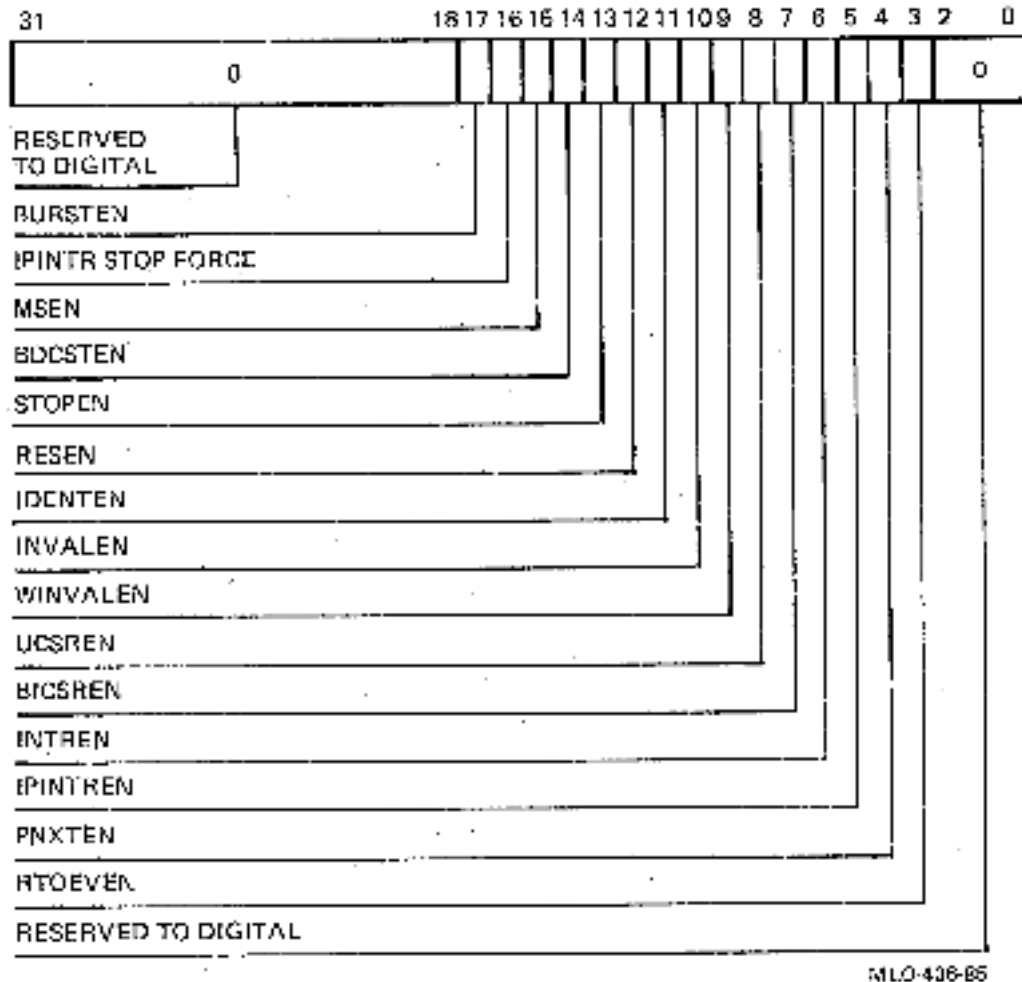 31 18 17 16 15 14 13 12 11 10 9 8 7 6 5 4 3 2 0
0 0
RESERVED
TO DIGITAL
BURSTEN
IPINTR STOP FORCE
MSEN
BDCSTEN
STOPEN
RESEN
IDENTEN
INVALEN
WINVALEN
UCSREN
BICSREN
INTREN
IPINTREN
PNXTEN
RTOEVEN
RESERVED TO DIGITAL
MLO-436-85